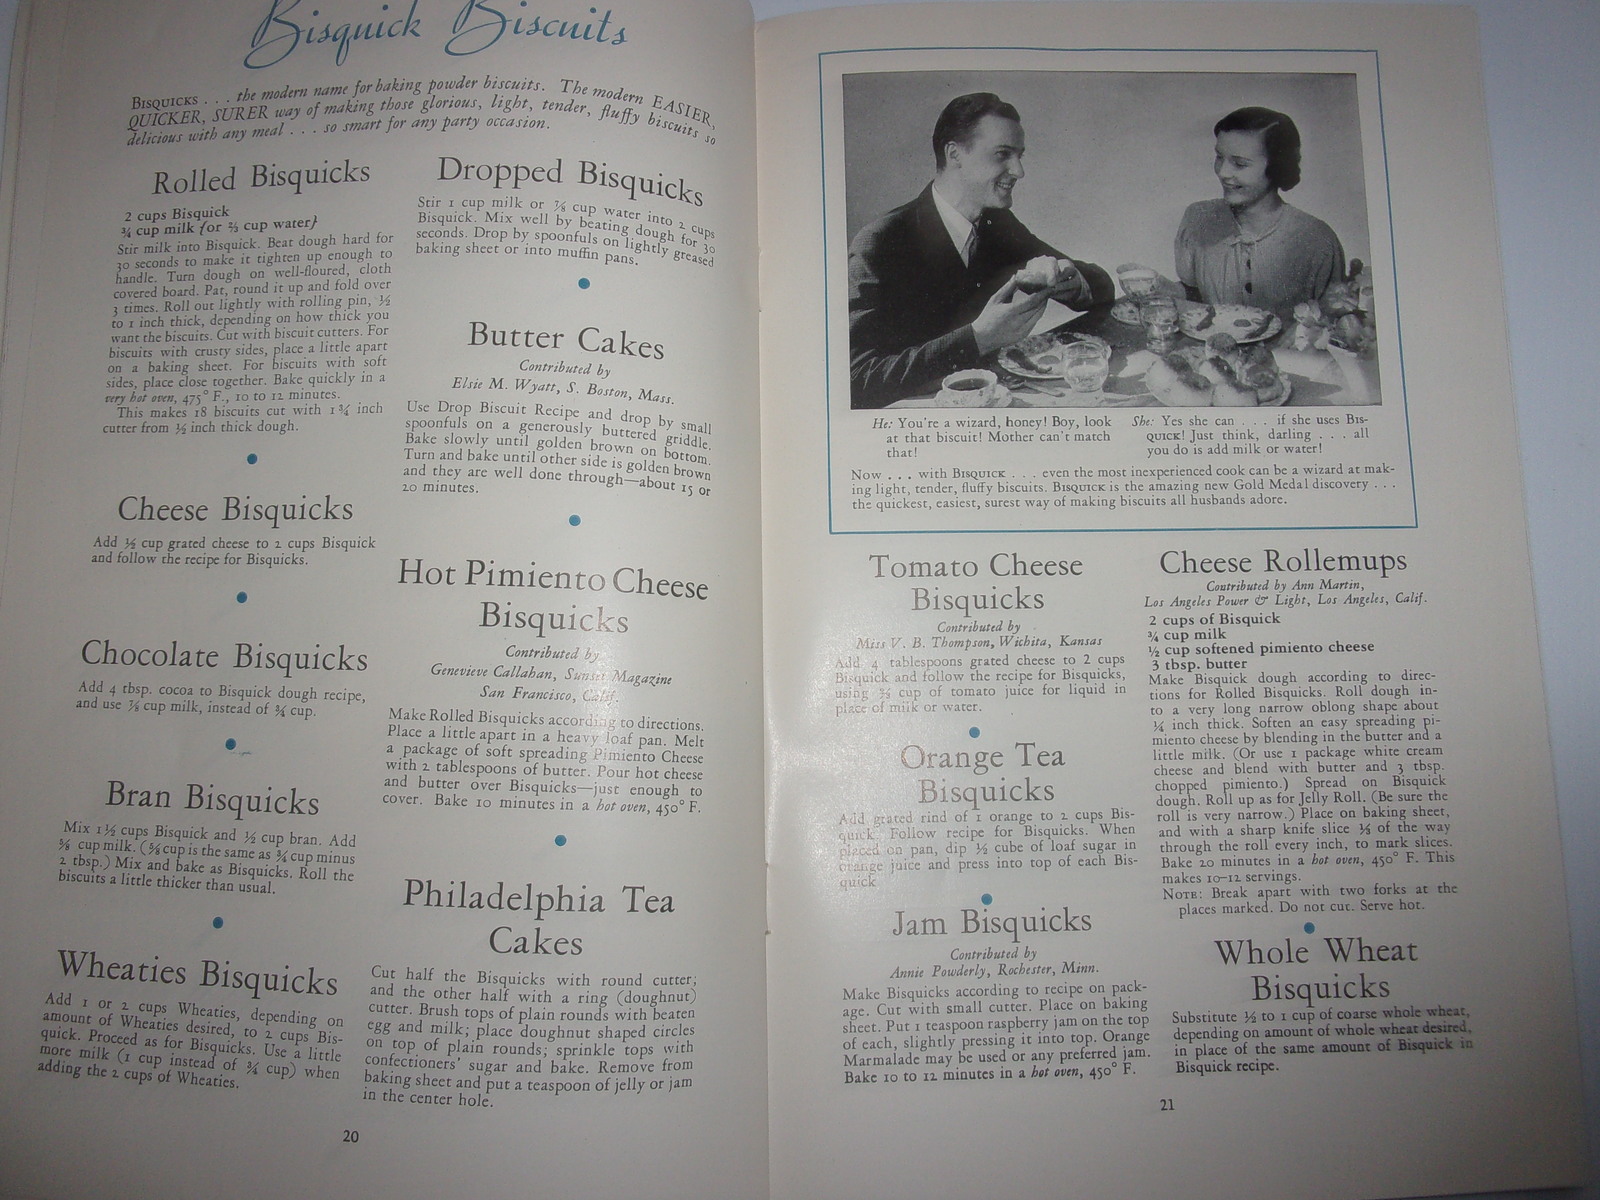 Bisquick Biscuits
BISQUICKS . . . the modern name for baking powder biscuits. The modern EASIER,
QUICKER, SURER way of making those glorious, light, tender, fluffy biscuits so
delicious with any meal . . . so smart for any party occasion.
Rolled Bisquicks
2 cups Bisquick
¾ cup milk {or ⅔ cup water}
Stir milk into Bisquick. Beat dough hard for
30 seconds to make it tighten up enough to
handle. Turn dough on well-floured, cloth
covered board. Pat, round it up and fold over
3 times. Roll out lightly with rolling pin, ½
to 1 inch thick, depending on how thick you
want the biscuits. Cut with biscuit cutters. For
biscuits with crusty sides, place a little apart
on a baking sheet. For biscuits with soft
sides, place close together. Bake quickly in a
very hot oven, 475° F., 10 to 12 minutes.
This makes 18 biscuits cut with 1¾ inch
cutter from ½ inch thick dough.
Cheese Bisquicks
Add ½ cup grated cheese to 2 cups Bisquick
and follow the recipe for Bisquicks.
Chocolate Bisquicks
Add 4 tbsp. cocoa to Bisquick dough recipe,
and use ⅞ cup milk, instead of ¾ cup.
Bran Bisquicks
Mix 1½ cups Bisquick and ½ cup bran. Add
⅝ cup milk. (⅝ cup is the same as ¾ cup minus
2 tbsp.) Mix and bake as Bisquicks. Roll the
biscuits a little thicker than usual.
Wheaties Bisquicks
Add 1 or 2 cups Wheaties, depending on
amount of Wheaties desired, to 2 cups Bis-
quick. Proceed as for Bisquicks. Use a little
more milk (1 cup instead of ¾ cup) when
adding the 2 cups of Wheaties.
Dropped Bisquicks
Stir 1 cup milk or ⅞ cup water into 2 cups
Bisquick. Mix well by beating dough for 30
seconds. Drop by spoonfuls on lightly greased
baking sheet or into muffin pans.
Butter Cakes
Contributed by
Elsie M. Wyatt, S. Boston, Mass.
Use Drop Biscuit Recipe and drop by small
spoonfuls on a generously buttered griddle.
Bake slowly until golden brown on bottom.
Turn and bake until other side is golden brown
and they are well done through—about 15 or
20 minutes.
Hot Pimiento Cheese
Bisquicks
Contributed by
Genevieve Callahan, Sunset Magazine
San Francisco, Calif.
Make Rolled Bisquicks according to directions.
Place a little apart in a heavy loaf pan. Melt
a package of soft spreading Pimiento Cheese
with 2 tablespoons of butter. Pour hot cheese
and butter over Bisquicks—just enough to
cover. Bake 10 minutes in a hot oven, 450° F.
Philadelphia Tea
Cakes
Cut half the Bisquicks with round cutter;
and the other half with a ring (doughnut)
cutter. Brush tops of plain rounds with beaten
egg and milk; place doughnut shaped circles
on top of plain rounds; sprinkle tops with
confectioners' sugar and bake. Remove from
baking sheet and put a teaspoon of jelly or jam
in the center hole.
20
He: You're a wizard, honey! Boy, look
at that biscuit! Mother can't match
that!
She: Yes she can . . . if she uses BIS-
QUICK! Just think, darling . . . all
you do is add milk or water!
Now . . . with BISQUICK . . . even the most inexperienced cook can be a wizard at mak-
ing light, tender, fluffy biscuits. BISQUICK is the amazing new Gold Medal discovery . . .
the quickest, easiest, surest way of making biscuits all husbands adore.
Tomato Cheese
Bisquicks
Contributed by
Miss V. B. Thompson, Wichita, Kansas
Add 4 tablespoons grated cheese to 2 cups
Bisquick and follow the recipe for Bisquicks,
using cup of tomato juice for liquid in
place of milk or water.
Orange Tea
Bisquicks
Add grated rind of 1 orange to 2 cups Bis-
quick. Follow recipe for Bisquicks. When
placed on pan, dip ½ cube of loaf sugar in
orange juice and press into top of each Bis-
quick
Jam Bisquicks
Contributed by
Annie Powderly, Rochester, Minn.
Make Bisquicks according to recipe on pack-
age. Cut with small cutter. Place on baking
sheet. Put 1 teaspoon raspberry jam on the top
of each, slightly pressing it into top. Orange
Marmalade may be used or any preferred jam.
Bake 10 to 12 minutes in a hot oven, 450° F.
Cheese Rollemups
Contributed by Ann Martin,
Los Angeles Power & Light, Los Angeles, Calif.
2 cups of Bisquick
¾ cup milk
½ cup softened pimiento cheese
3 tbsp. butter
Make Bisquick dough according to direc-
tions for Rolled Bisquicks. Roll dough in-
to a very long narrow oblong shape about
¼ inch thick. Soften an easy spreading pi-
miento cheese by blending in the butter and a
little milk. (Or use 1 package white cream
cheese and blend with butter and 3 tbsp.
chopped pimiento.) Spread on Bisquick
dough. Roll up as for Jelly Roll. (Be sure the
roll is very narrow.) Place on baking sheet,
and with a sharp knife slice of the way
through the roll every inch, to mark slices.
Bake 20 minutes in a hot oven, 450° F. This
makes 10–12 servings.
NOTE: Break apart with two forks at the
places marked. Do not cut. Serve hot.
Whole Wheat
Bisquicks
Substitute ½ to 1 cup of coarse whole wheat,
depending on amount of whole wheat desired,
in place of the same amount of Bisquick in
Bisquick recipe.
21